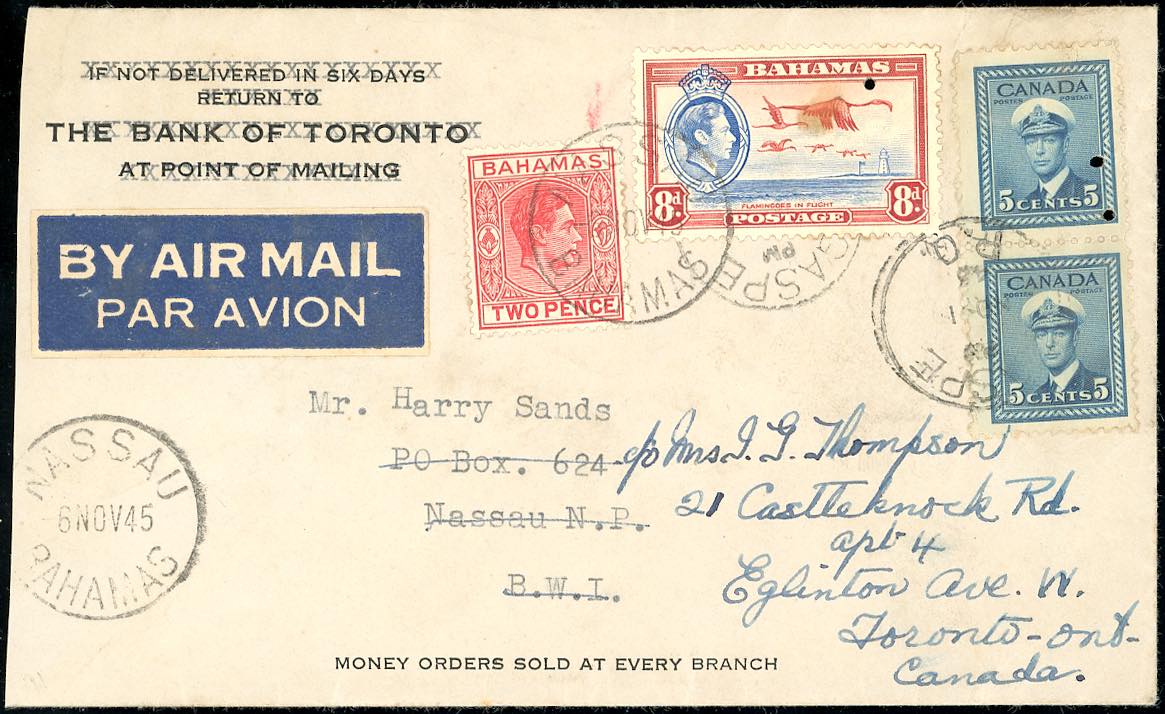 IF NOT DELIVERED IN SIX DAYS
RETURN TO
THE BANK OF TORONTO
AT POINT OF MAILING
BY AIR MAIL
PAR AVION
BAHAMAS
TWO PENCE
BAHAMAS
8d.
8d.
FLAMINGOES IN FLIGHT
POSTAGE
CANADA
POSTES POSTAGE
5 CENTS 5
CANADA
POSTES POSTAGE
5 CENTS 5
GASPE
PM
NASSAU
6NOV45
BAHAMAS
Mr. Harry Sands
PO Box. 624
Nassau N.P.
B.W.I.
c/o Mrs I. G. Thompson
21 Castleknock Rd.
apt 4
Eglinton Ave. W.
Toronto - Ont -
Canada.
MONEY ORDERS SOLD AT EVERY BRANCH